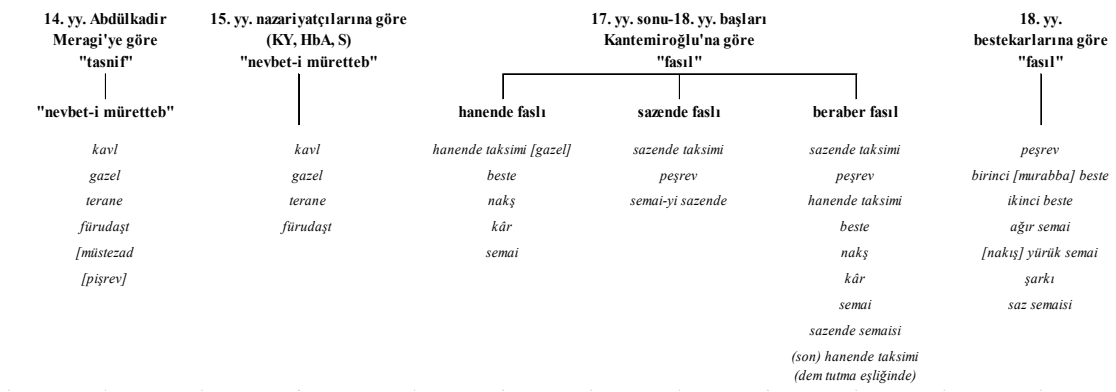 14. yy. Abdülkadir
Meragi'ye göre
"tasnif"
"nevbet-i müretteb"
kavl
gazel
terane
fürudaşt
[müstezad
[pişrev]
15. yy. nazariyatçılarına göre
(KY, HbA, S)
"nevbet-i müretteb"
kavl
gazel
terane
fürudaşt
17. yy. sonu-18. yy. başları
Kantemiroğlu'na göre
"fasıl"
hanende faslı
hanende taksimi [gazel]
beste
nakş
kâr
semai
sazende faslı
sazende taksimi
peşrev
semai-yi sazende
beraber fasıl
sazende taksimi
peşrev
hanende taksimi
beste
nakş
kâr
semai
sazende semaisi
(son) hanende taksimi
(dem tutma eşliğinde)
18. yy.
bestekarlarına göre
"fasıl"
peşrev
birinci [murabba] beste
ikinci beste
ağır semai
[nakış] yürük semai
şarkı
saz semaisi